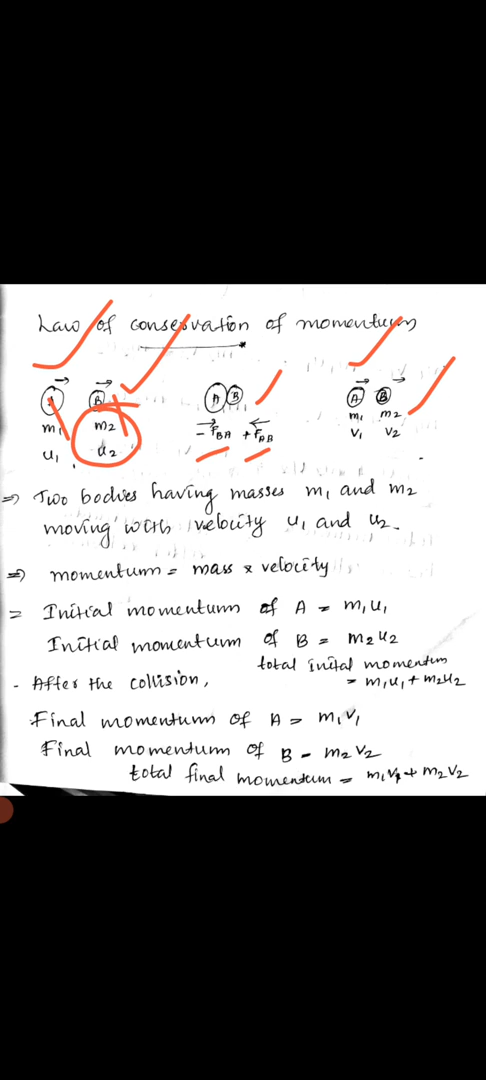 Law of conservation of momentum
A B A B A B
m₁ m₂ m₁ m₂
u₁ u₂ - F_BA + F_AB v₁ v₂
⇒ Two bodies having masses m₁ and m₂
moving with velocity u₁ and u₂.
⇒ momentum = mass x velocity
= Initial momentum of A = m₁u₁
Initial momentum of B = m₂u₂
total inital momentum
- After the collision, = m₁u₁ + m₂u₂
Final momentum of A = m₁v₁
Final momentum of B - m₂v₂
total final momentum = m₁v₁ + m₂v₂